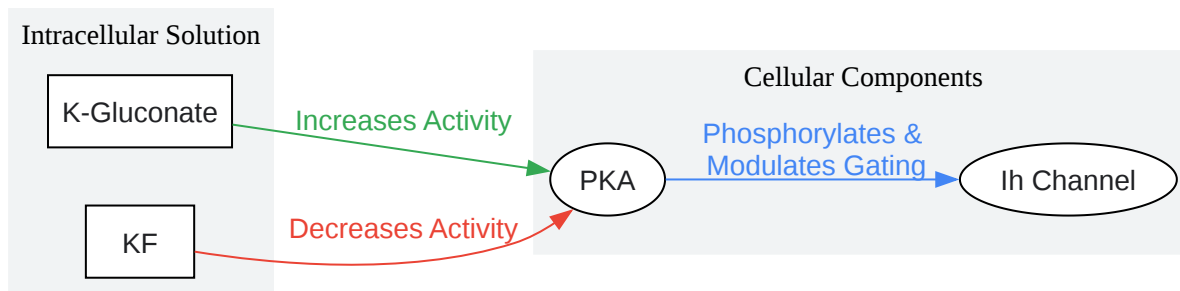 Intracellular Solution
K-Gluconate
KF
Increases Activity
Decreases Activity
Cellular Components
PKA
Phosphorylates &
Modulates Gating
Ih Channel